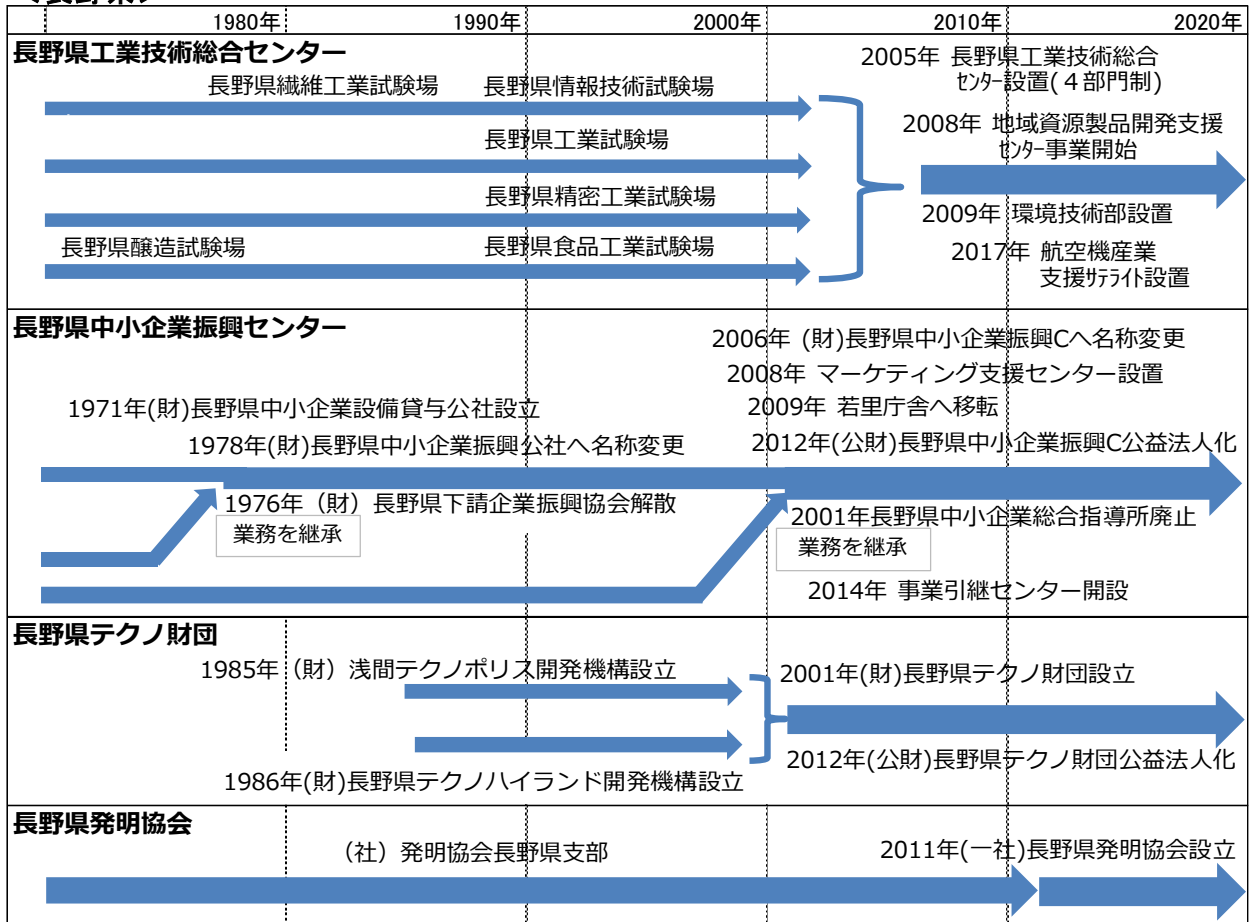 1980年 1990年 2000年 2010年 2020年
長野県工業技術総合センター
2005年 長野県工業技術総合
ｾﾝﾀｰ設置(４部門制)
長野県繊維工業試験場 長野県情報技術試験場
2008年 地域資源製品開発支援
ｾﾝﾀｰ事業開始
長野県工業試験場
長野県精密工業試験場
2009年 環境技術部設置
長野県醸造試験場 長野県食品工業試験場
2017年 航空機産業
支援ｻﾃﾗｲﾄ設置
長野県中小企業振興センター
2006年 (財)長野県中小企業振興Cへ名称変更
2008年 マーケティング支援センター設置
1971年(財)長野県中小企業設備貸与公社設立
2009年 若里庁舎へ移転
1978年(財)長野県中小企業振興公社へ名称変更
2012年(公財)長野県中小企業振興C公益法人化
1976年（財）長野県下請企業振興協会解散
業務を継承
2001年長野県中小企業総合指導所廃止
業務を継承
2014年 事業引継センター開設
長野県テクノ財団
1985年（財）浅間テクノポリス開発機構設立
2001年(財)長野県テクノ財団設立
2012年(公財)長野県テクノ財団公益法人化
1986年(財)長野県テクノハイランド開発機構設立
長野県発明協会
（社）発明協会長野県支部
2011年(一社)長野県発明協会設立